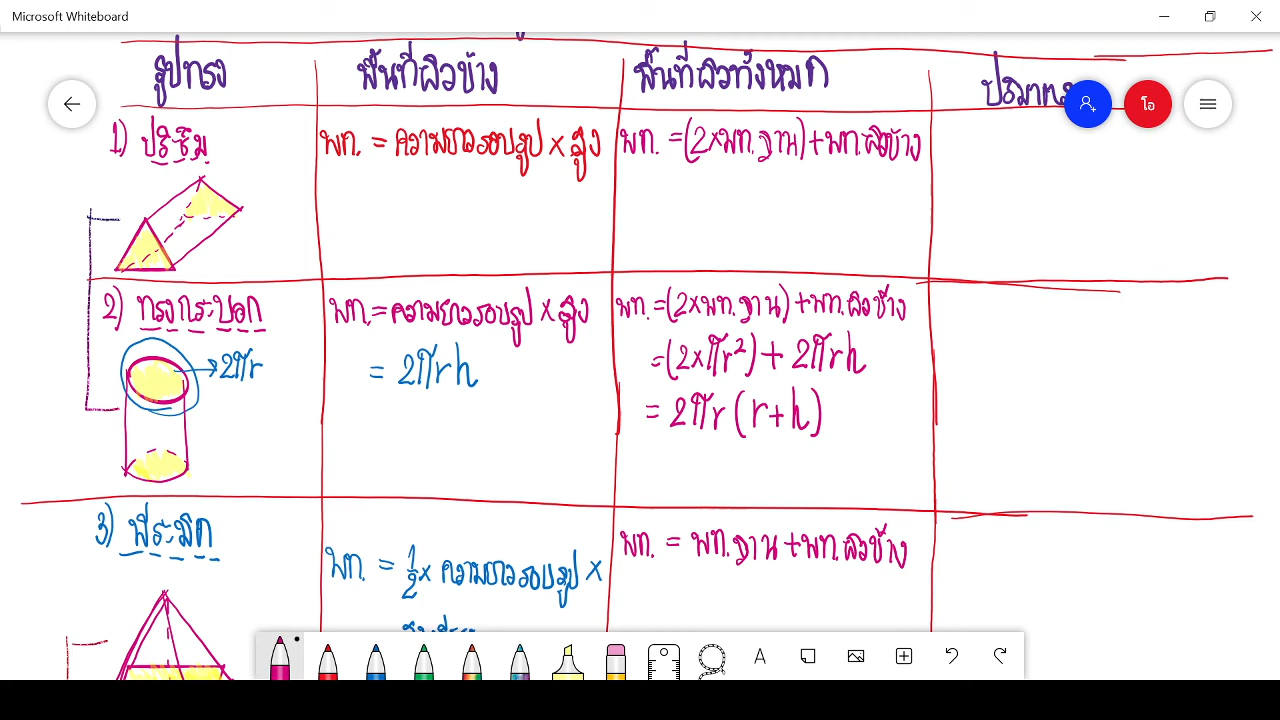 Microsoft Whiteboard
รูปทรง
พื้นที่ผิวข้าง
พื้นที่ผิวทั้งหมด
โอ
1) ปริซึม
พท. = ความยาวรอบรูป × สูง
พท. = (2×พท.ฐาน)+พท.ผิวข้าง
2) ทรงกระบอก
2πr
พท. = ความยาวรอบรูป × สูง
= 2πrh
พท. = (2×พท.ฐาน)+พท.ผิวข้าง
= (2×πr²) + 2πrh
= 2πr (r+h)
3) พีระมิด
พท. = 1/2 × ความยาวรอบรูป ×
พท. = พท.ฐาน+พท.ผิวข้าง
A